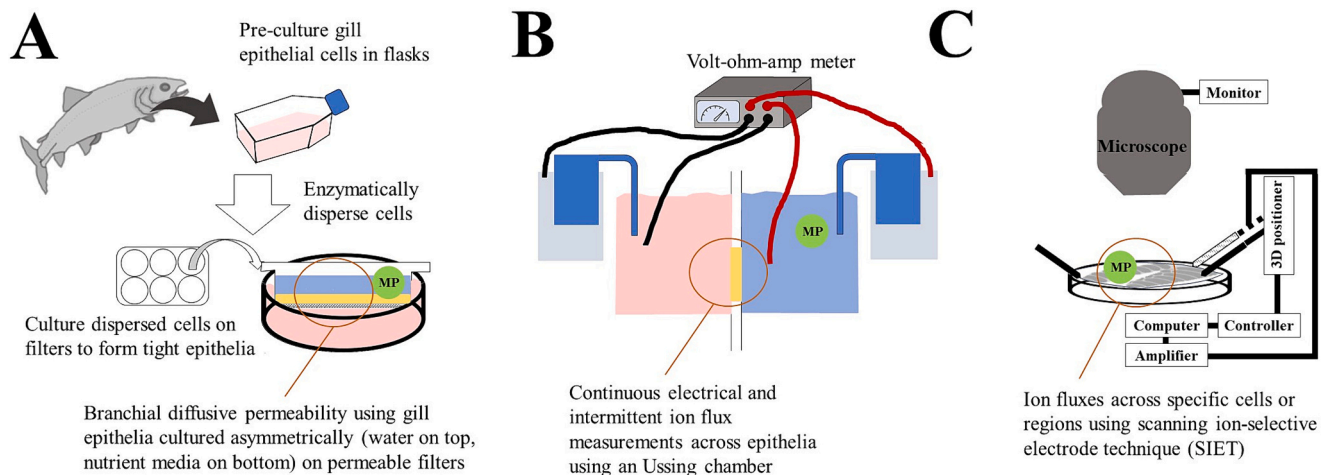 A
Pre-culture gill
epithelial cells in flasks
Enzymatically
disperse cells
MP
Culture dispersed cells on
filters to form tight epithelia
Branchial diffusive permeability using gill
epithelia cultured asymmetrically (water on top,
nutrient media on bottom) on permeable filters
B
Volt-ohm-amp meter
MP
Continuous electrical and
intermittent ion flux
measurements across epithelia
using an Ussing chamber
C
Monitor
Microscope
3D positioner
MP
Computer
Controller
Amplifier
Ion fluxes across specific cells or
regions using scanning ion-selective
electrode technique (SIET)